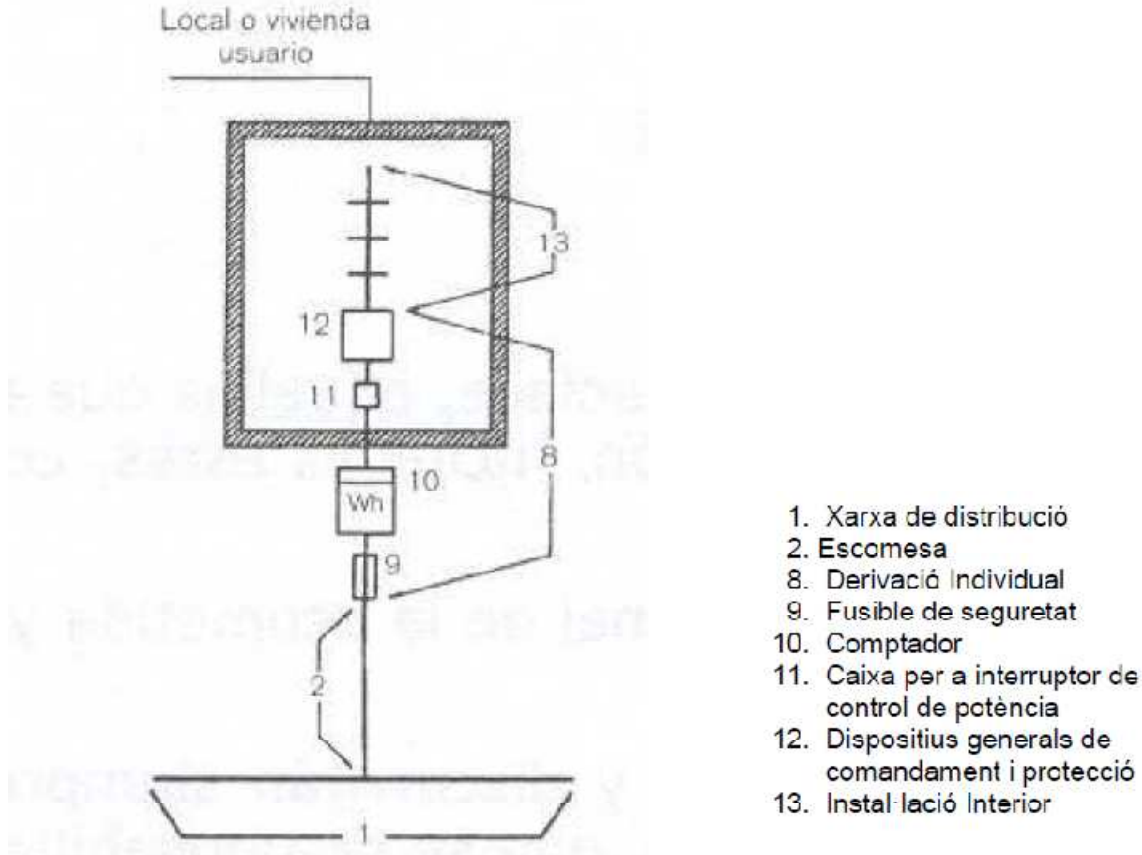 Local o vivienda
usuario
13
12
11
8
10
Wh
9
2
1
1. Xarxa de distribució
2. Escomesa
8. Derivació Individual
9. Fusible de seguretat
10. Comptador
11. Caixa per a interruptor de
control de potència
12. Dispositius generals de
comandament i protecció
13. Instal·lació Interior